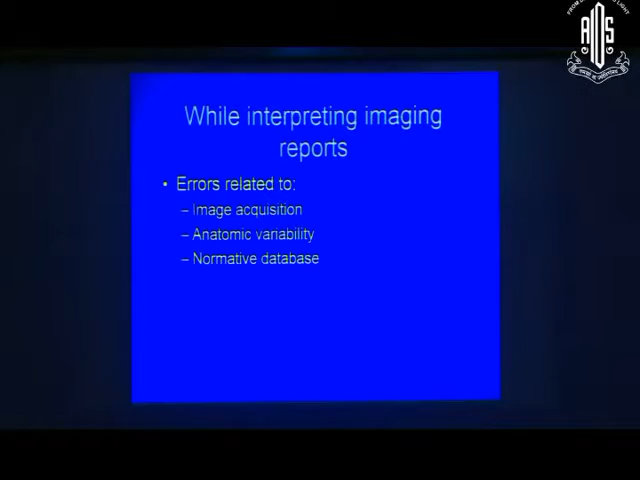 While interpreting imaging
reports
• Errors related to:
– Image acquisition
– Anatomic variability
– Normative database